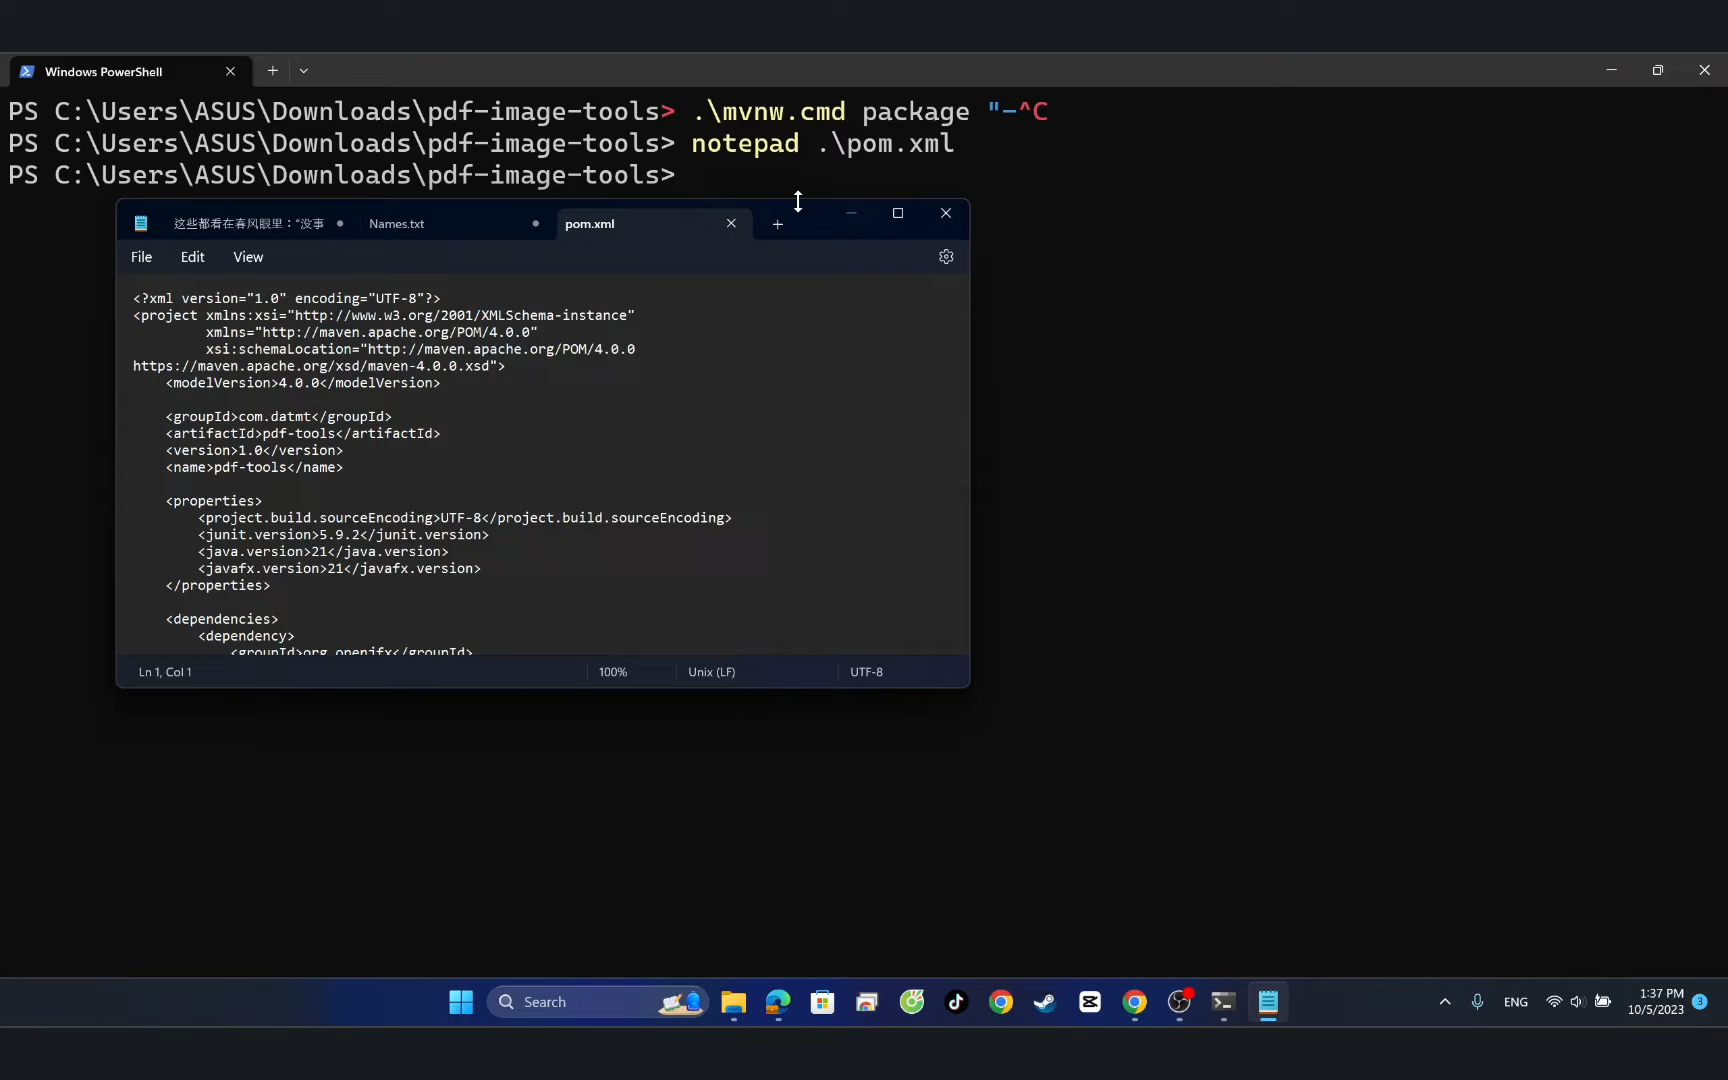 Windows PowerShell
PS C:\Users\ASUS\Downloads\pdf-image-tools> .\mvnw.cmd package "-^C
PS C:\Users\ASUS\Downloads\pdf-image-tools> notepad .\pom.xml
PS C:\Users\ASUS\Downloads\pdf-image-tools>
这些都看在春风眼里：“没事 Names.txt pom.xml
File Edit View
<?xml version="1.0" encoding="UTF-8"?>
<project xmlns:xsi="http://www.w3.org/2001/XMLSchema-instance"
xmlns="http://maven.apache.org/POM/4.0.0"
xsi:schemaLocation="http://maven.apache.org/POM/4.0.0
https://maven.apache.org/xsd/maven-4.0.0.xsd">
<modelVersion>4.0.0</modelVersion>
<groupId>com.datmt</groupId>
<artifactId>pdf-tools</artifactId>
<version>1.0</version>
<name>pdf-tools</name>
<properties>
<project.build.sourceEncoding>UTF-8</project.build.sourceEncoding>
<junit.version>5.9.2</junit.version>
<java.version>21</java.version>
<javafx.version>21</javafx.version>
</properties>
<dependencies>
<dependency>
<groupId>org.openjfx</groupId>
Ln 1, Col 1 100% Unix (LF) UTF-8
Search ENG 1:37 PM
10/5/2023 3